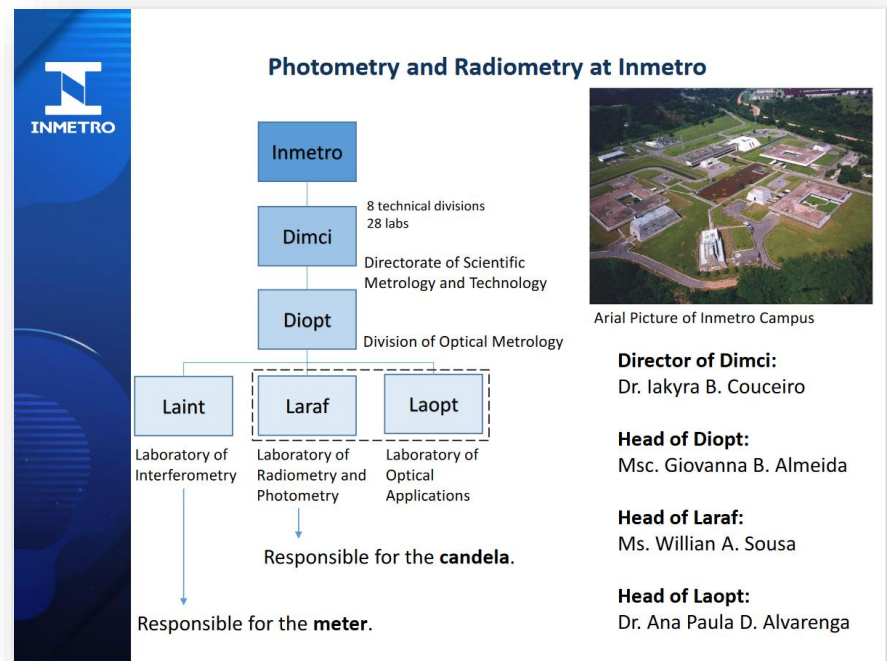 INMETRO
Photometry and Radiometry at Inmetro
Inmetro
8 technical divisions
28 labs
Dimci
Directorate of Scientific
Metrology and Technology
Diopt
Division of Optical Metrology
Laint
Laraf
Laopt
Laboratory of
Interferometry
Laboratory of
Radiometry and
Photometry
Laboratory of
Optical
Applications
Responsible for the candela.
Responsible for the meter.
Arial Picture of Inmetro Campus
Director of Dimci:
Dr. Iakyra B. Couceiro
Head of Diopt:
Msc. Giovanna B. Almeida
Head of Laraf:
Ms. Willian A. Sousa
Head of Laopt:
Dr. Ana Paula D. Alvarenga